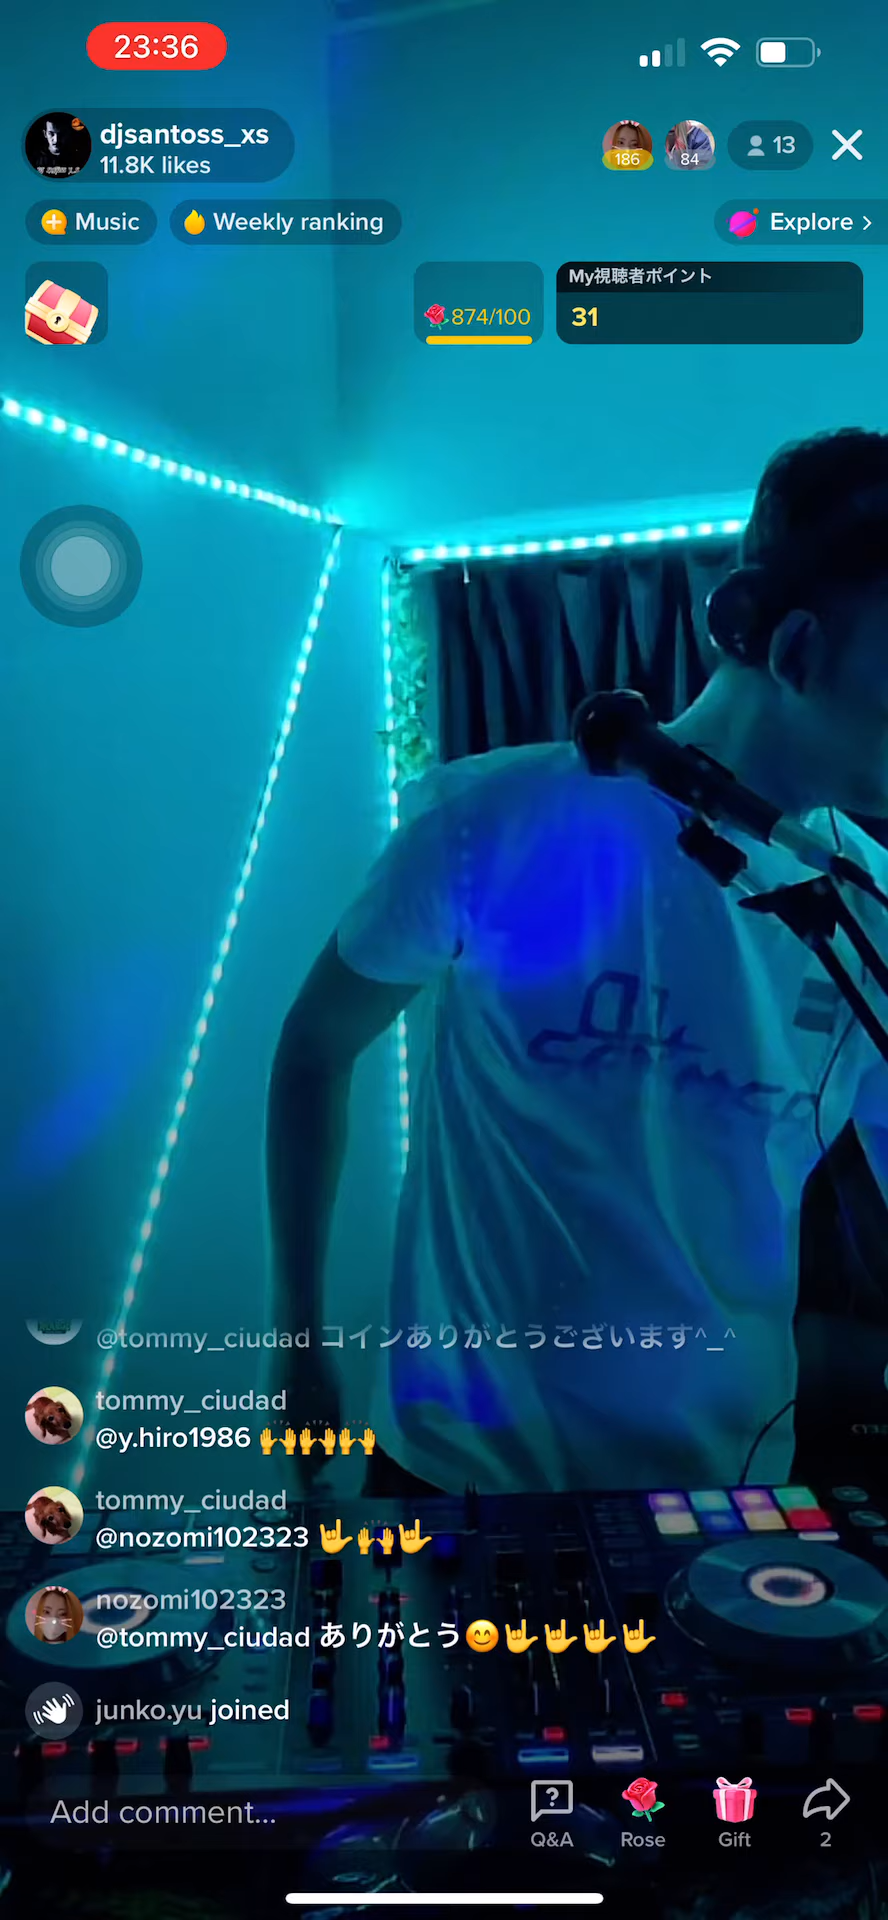 23:36
djsantoss_xs
11.8K likes
186
84
13
Music
Weekly ranking
Explore >
874/100
My視聴者ポイント
31
@tommy_ciudad コインありがとうございます^_^
tommy_ciudad
@y.hiro1986 🙌🙌🙌
tommy_ciudad
@nozomi102323 🤟🙌🤟
nozomi102323
@tommy_ciudad ありがとう😊🤟🤟🤟🤟
junko.yu joined
Add comment...
Q&A
Rose
Gift
2